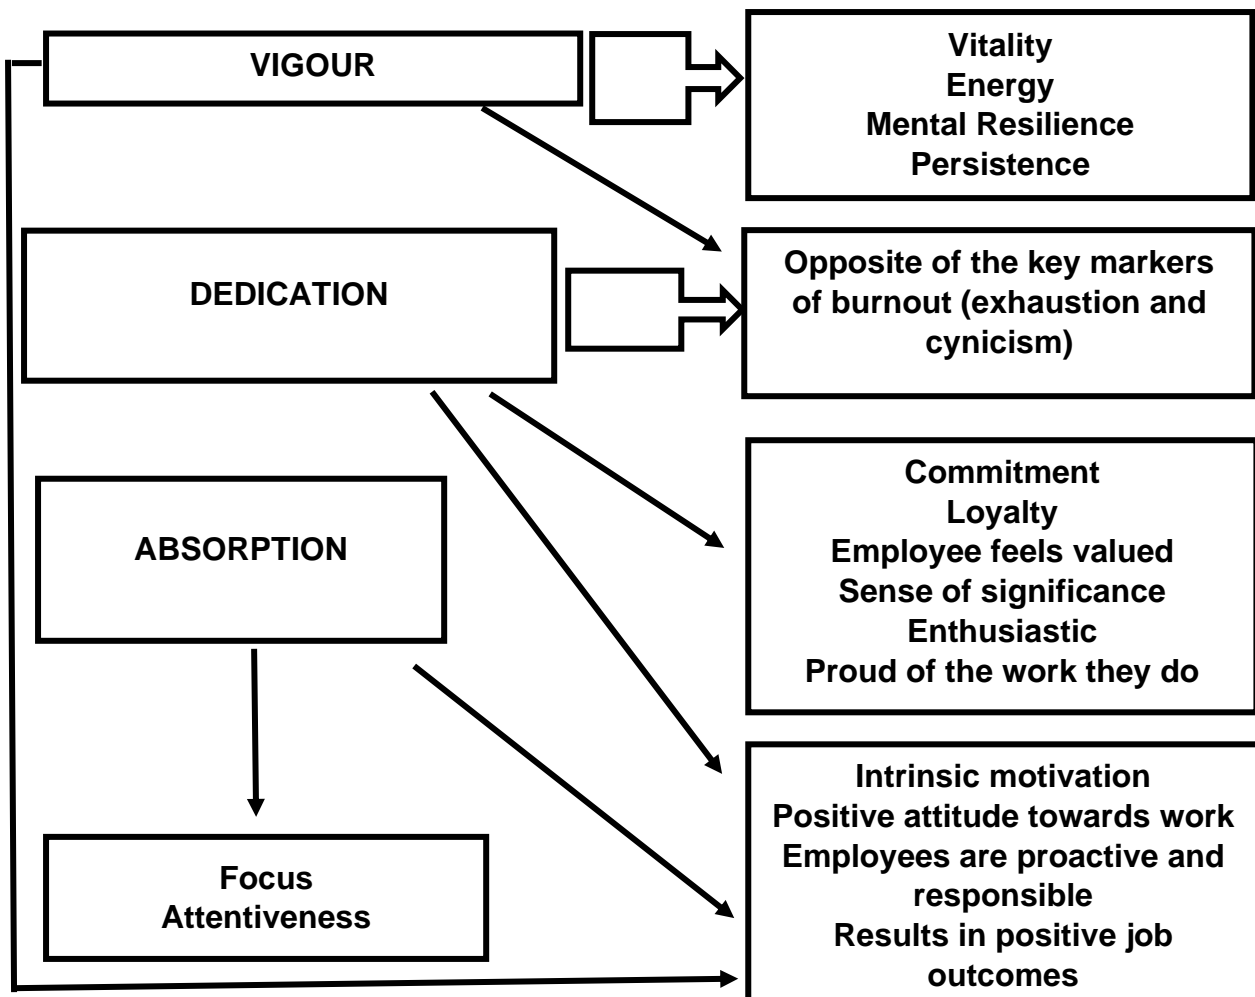 VIGOUR
Vitality
Energy
Mental Resilience
Persistence
DEDICATION
Opposite of the key markers
of burnout (exhaustion and
cynicism)
ABSORPTION
Commitment
Loyalty
Employee feels valued
Sense of significance
Enthusiastic
Proud of the work they do
Focus
Attentiveness
Intrinsic motivation
Positive attitude towards work
Employees are proactive and
responsible
Results in positive job
outcomes